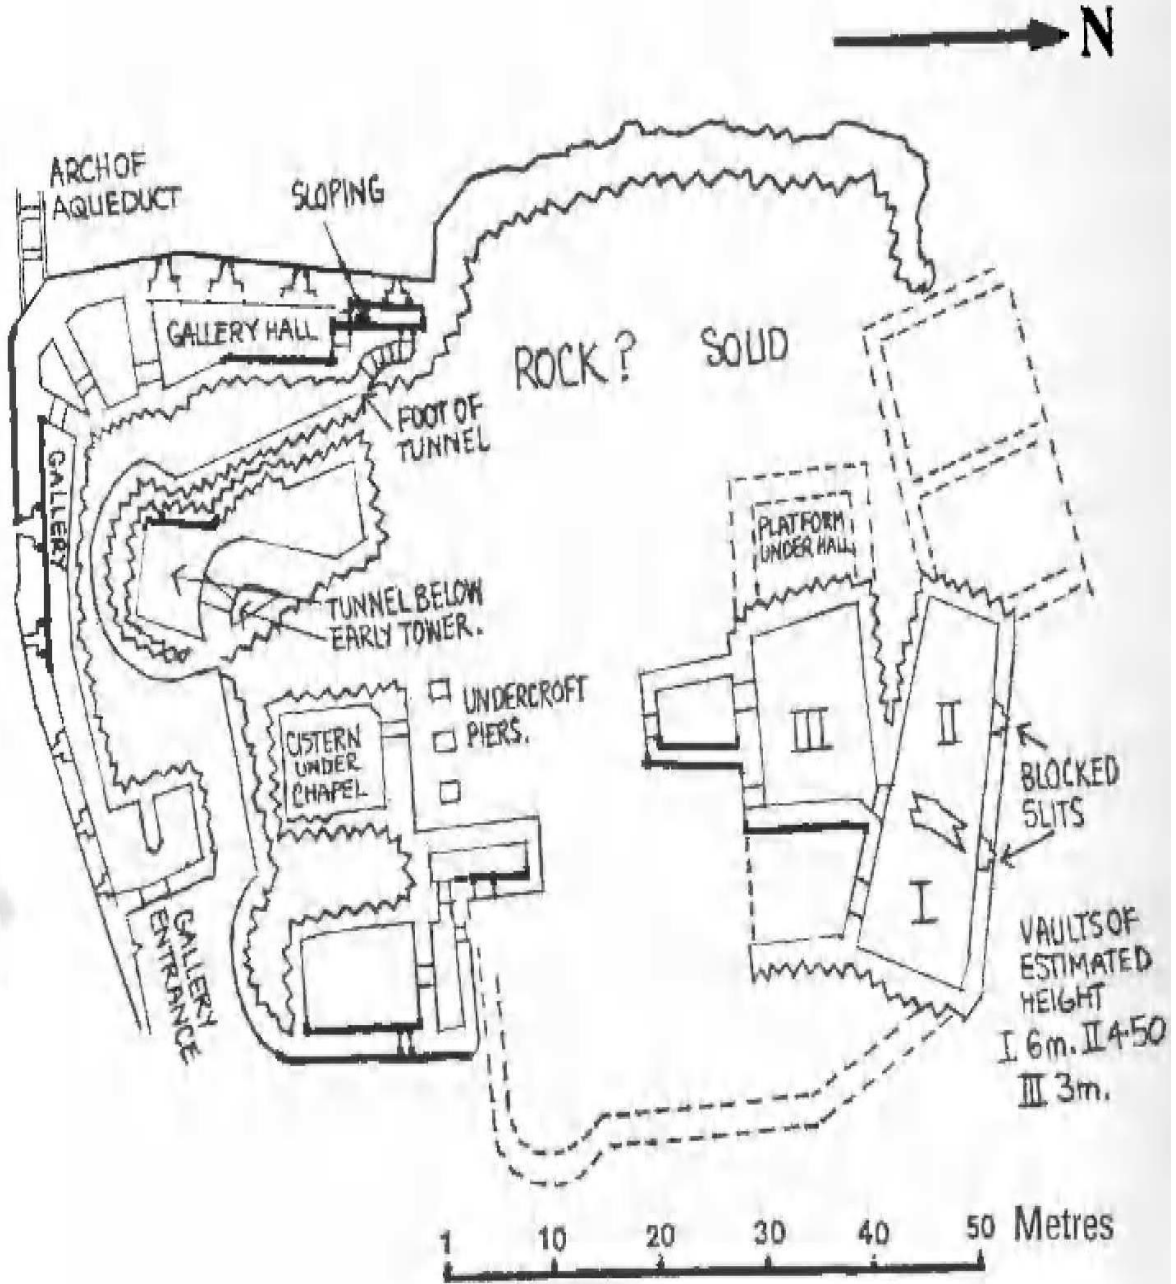 N
ARCH OF
AQUEDUCT
SLOPING
GALLERY HALL
ROCK? SOLID
FOOT OF
TUNNEL
GALLERY
PLATFORM
UNDER HALL
TUNNEL BELOW
EARLY TOWER.
UNDERCROFT
PIERS.
CISTERN
UNDER
CHAPEL
III
II
I
BLOCKED
SLITS
GALLERY
ENTRANCE
VAULTS OF
ESTIMATED
HEIGHT
I 6m. II 4·50
III 3m.
1 10 20 30 40 50 Metres